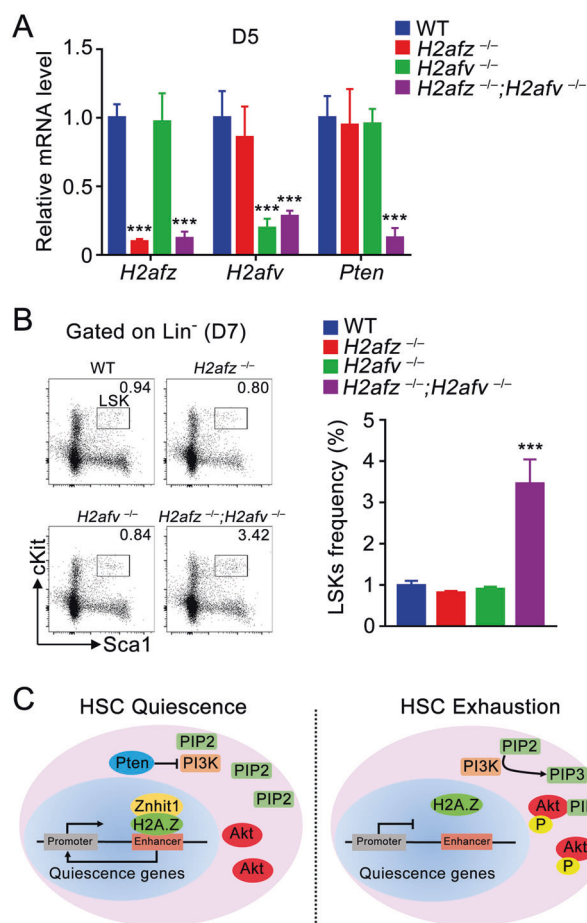 A
D5
WT
H2afz −/−
H2afv −/−
H2afz −/−;H2afv −/−
Relative mRNA level
1.5
1.0
0.5
0
***
***
***
***
***
H2afz
H2afv
Pten
B
Gated on Lin- (D7)
WT
H2afz −/−
0.94
LSK
0.80
H2afv −/−
H2afz −/−;H2afv −/−
0.84
3.42
cKit
Sca1
WT
H2afz −/−
H2afv −/−
H2afz −/−;H2afv −/−
LSKs frequency (%)
5
4
3
2
1
0
***
C
HSC Quiescence
PIP2
Pten
PI3K
PIP2
PIP2
Znhit1
H2A.Z
Promoter
Enhancer
Akt
Akt
Quiescence genes
HSC Exhaustion
PIP2
PI3K
PIP3
H2A.Z
Akt
PI
P
Promoter
Enhancer
Akt
P
Quiescence genes